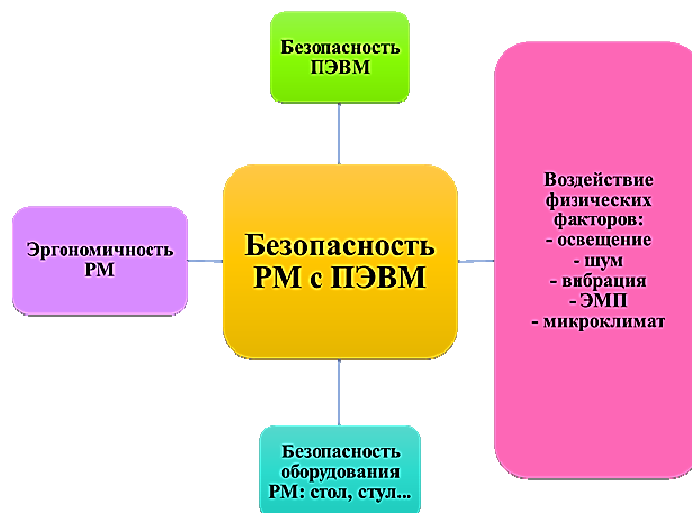 Безопасность
ПЭВМ
Воздействие
физических
факторов:
- освещение
- шум
- вибрация
- ЭМП
- микроклимат
Эргономичность
РМ
Безопасность
РМ с ПЭВМ
Безопасность
оборудования
РМ: стол, стул...